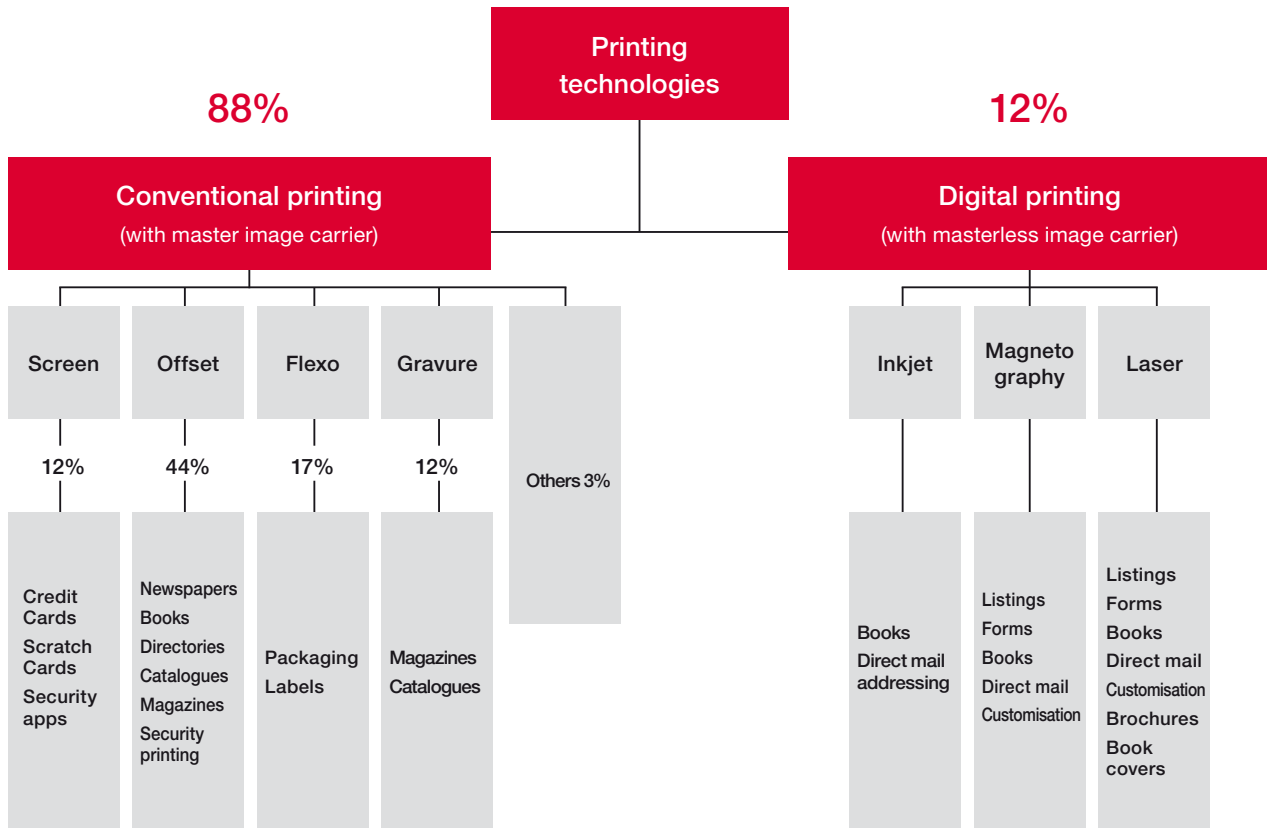 Printing
technologies
88%
12%
Conventional printing
(with master image carrier)
Digital printing
(with masterless image carrier)
Screen
Offset
Flexo
Gravure
Others 3%
Inkjet
Magneto
graphy
Laser
12%
44%
17%
12%
Credit
Cards
Scratch
Cards
Security
apps
Newspapers
Books
Directories
Catalogues
Magazines
Security
printing
Packaging
Labels
Magazines
Catalogues
Books
Direct mail
addressing
Listings
Forms
Books
Direct mail
Customisation
Listings
Forms
Books
Direct mail
Customisation
Brochures
Book
covers